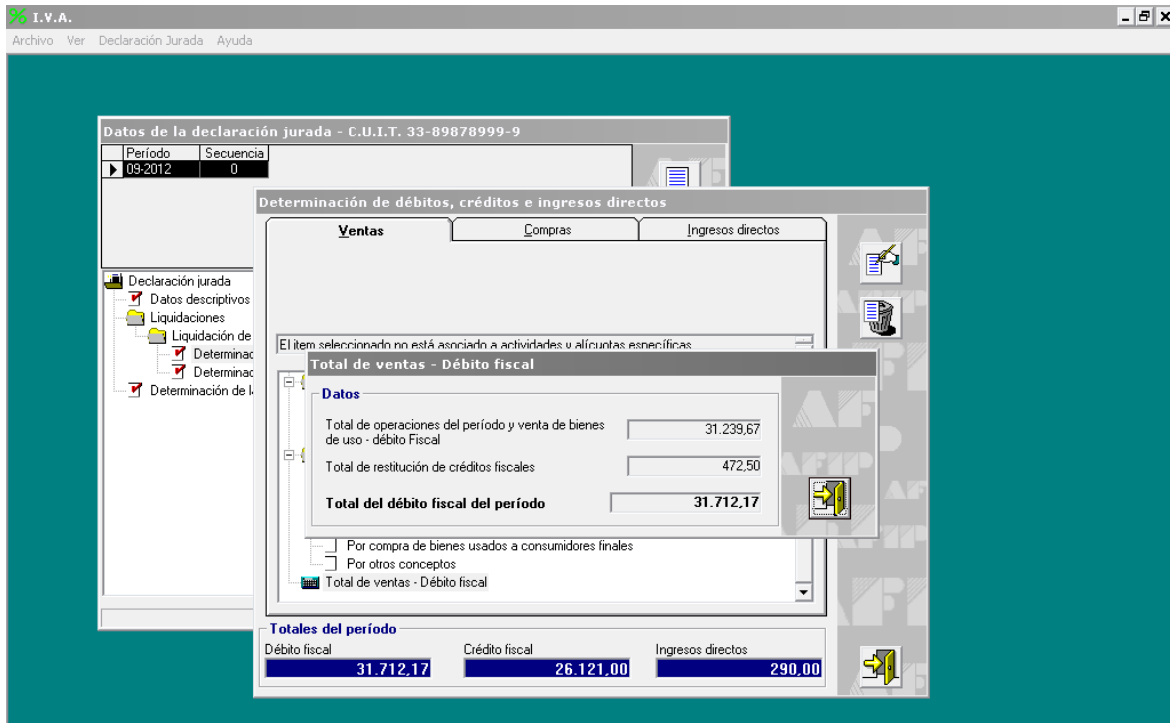 I.V.A.
Archivo Ver Declaración Jurada Ayuda
Datos de la declaración jurada - C.U.I.T. 33-89878999-9
Período Secuencia
09-2012 0
Determinación de débitos, créditos e ingresos directos
Ventas Compras Ingresos directos
Declaración jurada
Datos descriptivos
Liquidaciones
Liquidación de
Determinac
Determinac
Determinación de la
El item seleccionado no está asociado a actividades y alícuotas específicas
Total de ventas - Débito fiscal
Datos
Total de operaciones del período y venta de bienes
de uso - débito Fiscal
31.239,67
Total de restitución de créditos fiscales 472,50
Total del débito fiscal del período 31.712,17
Por compra de bienes usados a consumidores finales
Por otros conceptos
Total de ventas - Débito fiscal
Totales del período
Débito fiscal Crédito fiscal Ingresos directos
31.712,17 26.121,00 290,00
AFIP